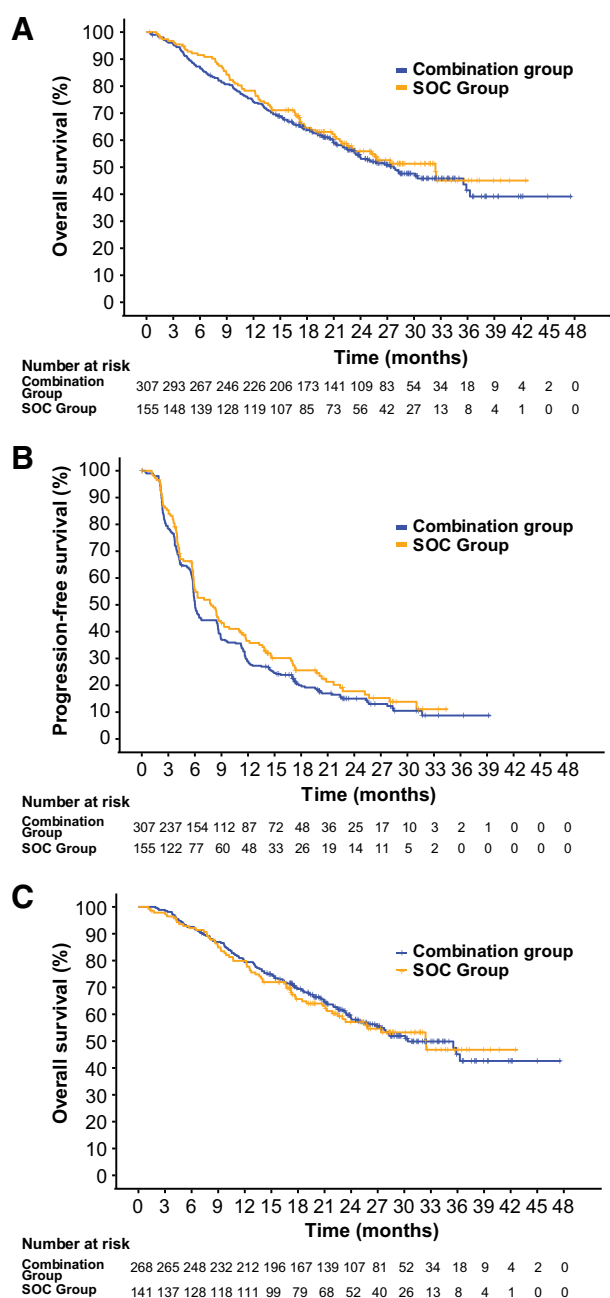 A
Overall survival (%)
100
90
80
70
60
50
40
30
20
10
0
Combination group
SOC Group
0 3 6 9 12 15 18 21 24 27 30 33 36 39 42 45 48
Time (months)
Number at risk
Combination
Group
307 293 267 246 226 206 173 141 109 83 54 34 18 9 4 2 0
SOC Group 155 148 139 128 119 107 85 73 56 42 27 13 8 4 1 0 0
B
Progression-free survival (%)
100
90
80
70
60
50
40
30
20
10
0
Combination group
SOC Group
0 3 6 9 12 15 18 21 24 27 30 33 36 39 42 45 48
Time (months)
Number at risk
Combination
Group
307 237 154 112 87 72 48 36 25 17 10 3 2 1 0 0 0
SOC Group 155 122 77 60 48 33 26 19 14 11 5 2 0 0 0 0 0
C
Overall survival (%)
100
90
80
70
60
50
40
30
20
10
0
Combination group
SOC Group
0 3 6 9 12 15 18 21 24 27 30 33 36 39 42 45 48
Time (months)
Number at risk
Combination
Group
268 265 248 232 212 196 167 139 107 81 52 34 18 9 4 2 0
SOC Group 141 137 128 118 111 99 79 68 52 40 26 13 8 4 1 0 0